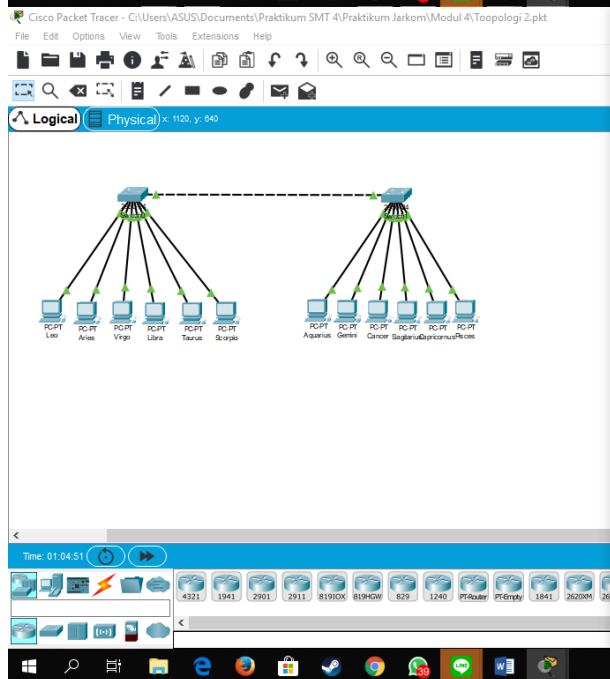 Cisco Packet Tracer - C:\Users\ASUS\Documents\Praktikum SMT 4\Praktikum Jarkom\Modul 4\Toopologi 2.pkt
File Edit Options View Tools Extensions Help
Logical Physical x: 1120, y: 640
PC-PT PC-PT PC-PT PC-PT PC-PT PC-PT PC-PT PC-PT PC-PT PC-PT PC-PT PC-PT
Leo Aries Virgo Libra Taurus Scorpio Aquarius Gemini Cancer Sagitarius Capricornus Pisces
Time: 01:04:51
4321 1941 2901 2911 819IOX 819HGW 829 1240 PT-Router PT-Empty 1841 2620XM 26
39
LINE